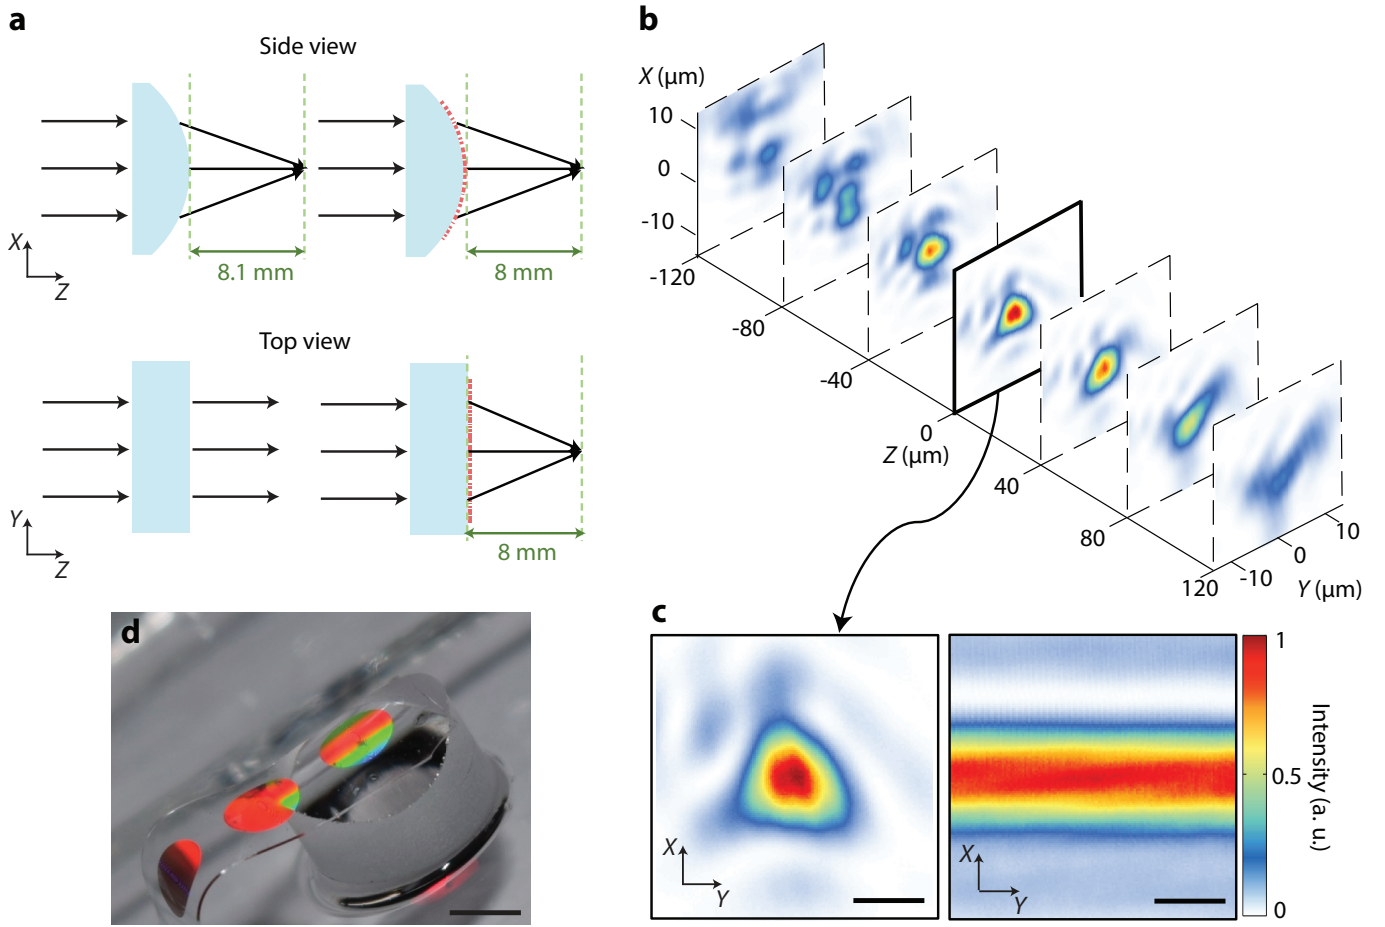 a
Side view
X
Z
8.1 mm
8 mm
Top view
Y
Z
8 mm
b
X (µm)
10
0
-10
-120
-80
-40
0
Z (µm)
40
80
120
-10
0
10
Y (µm)
c
X
Y
X
Y
1
0.5
0
Intensity (a. u.)
d